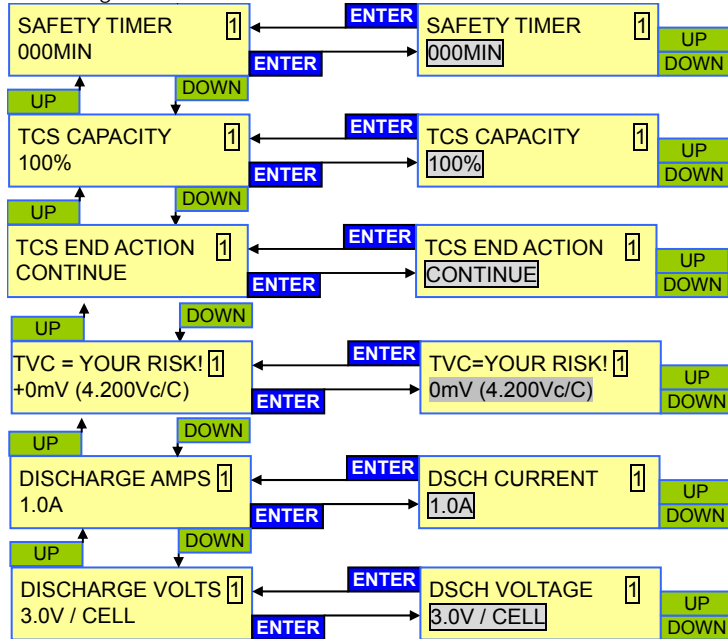 ENTER
SAFETY TIMER 1
000MIN
ENTER
SAFETY TIMER 1
000MIN
UP
DOWN
UP
DOWN
ENTER
TCS CAPACITY 1
100%
ENTER
TCS CAPACITY 1
100%
UP
DOWN
UP
DOWN
ENTER
TCS END ACTION 1
CONTINUE
ENTER
TCS END ACTION 1
CONTINUE
UP
DOWN
UP
DOWN
ENTER
TVC = YOUR RISK! 1
+0mV (4.200Vc/C)
ENTER
TVC=YOUR RISK! 1
0mV (4.200Vc/C)
UP
DOWN
UP
DOWN
ENTER
DISCHARGE AMPS 1
1.0A
ENTER
DSCH CURRENT 1
1.0A
UP
DOWN
UP
DOWN
ENTER
DISCHARGE VOLTS 1
3.0V / CELL
ENTER
DSCH VOLTAGE 1
3.0V / CELL
UP
DOWN